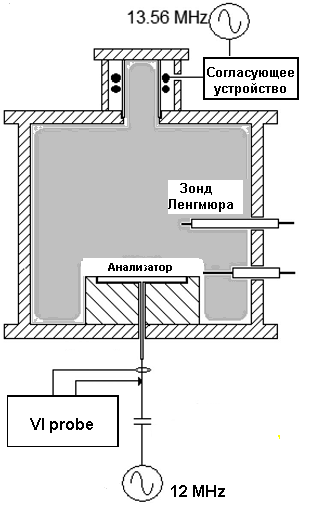 13.56 MHz
Согласующее
устройство
Зонд
Ленгмюра
Анализатор
VI probe
12 MHz